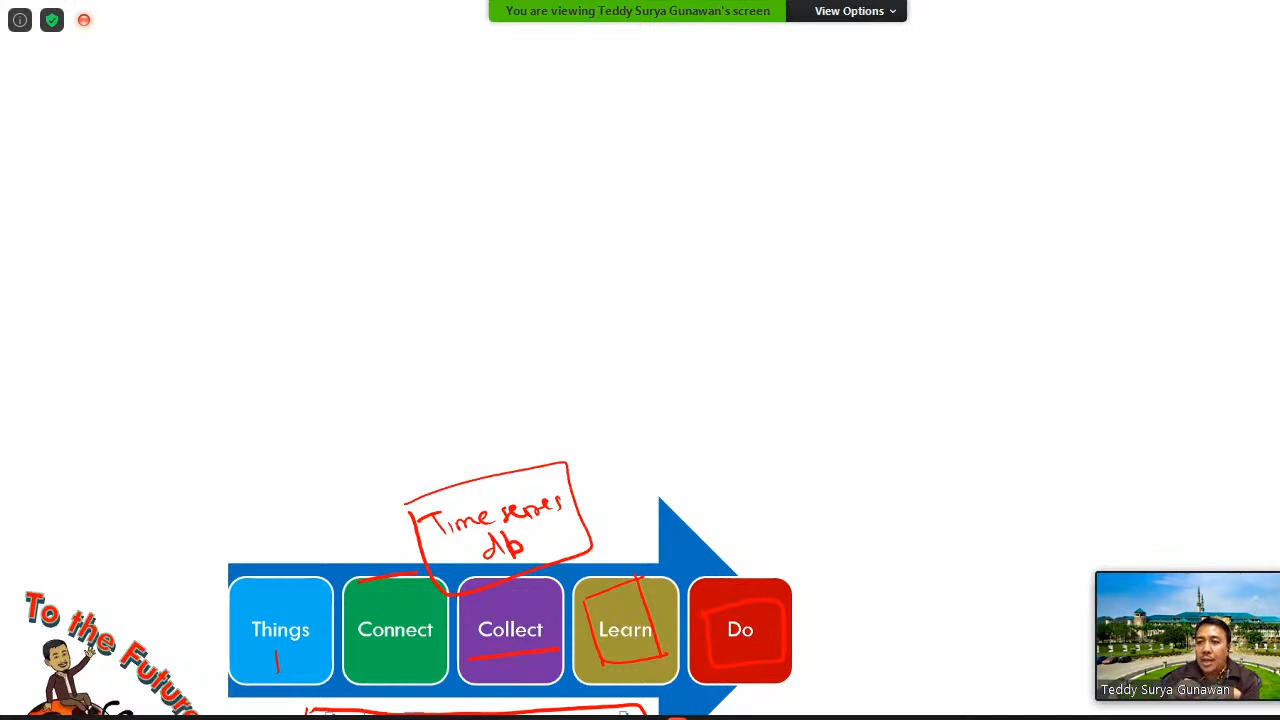 You are viewing Teddy Surya Gunawan's screen
View Options
Time series
db
Things
Connect
Collect
Learn
Do
To the Future
Teddy Surya Gunawan